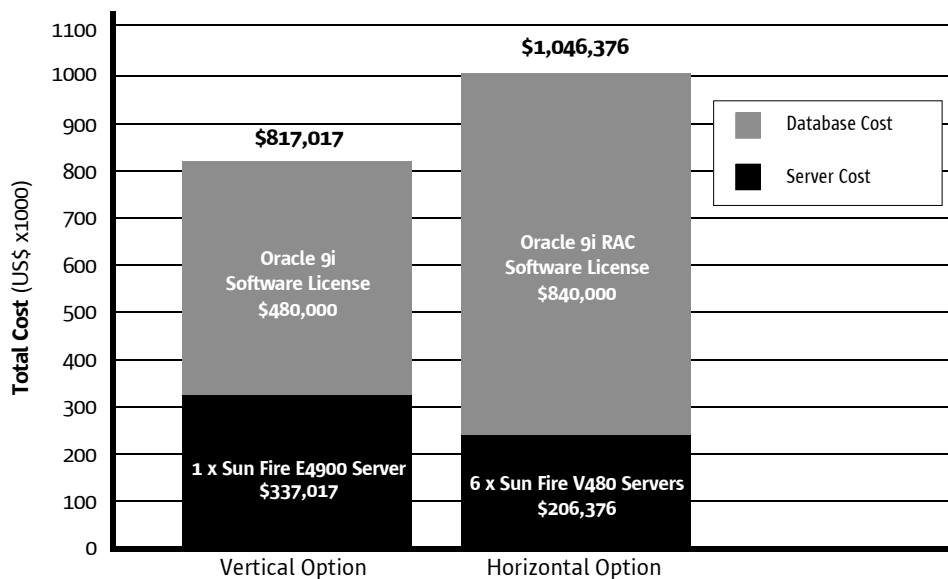 Total Cost (US$ x1000)
1100
1000
900
800
700
600
500
400
300
200
100
0
$817,017
Oracle 9i
Software License
$480,000
1 x Sun Fire E4900 Server
$337,017
Vertical Option
$1,046,376
Oracle 9i RAC
Software License
$840,000
6 x Sun Fire V480 Servers
$206,376
Horizontal Option
Database Cost
Server Cost